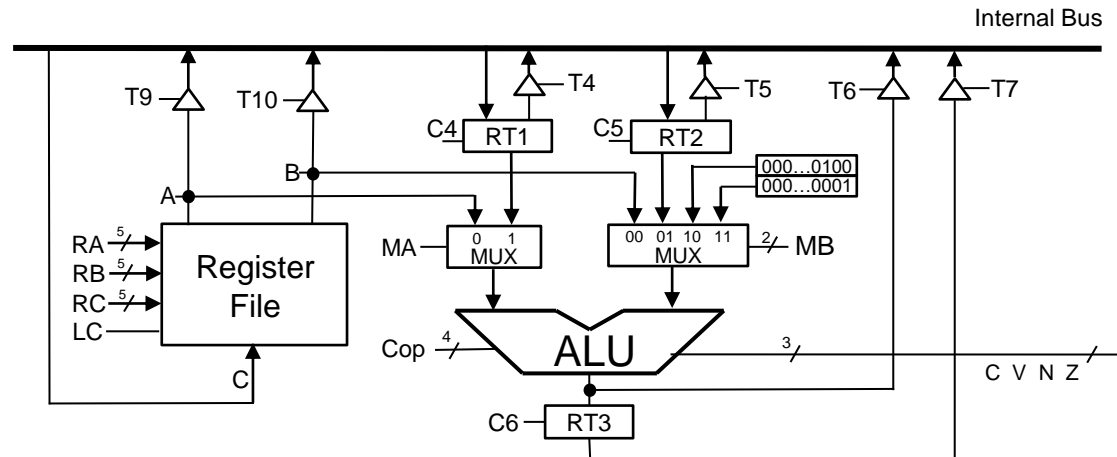 Internal Bus
T9
T10
T4
T5
T6
T7
C4
RT1
C5
RT2
000...0100
000...0001
A
B
RA
5
RB
5
RC
5
LC
Register
File
C
MA
0 1
MUX
00 01 10 11
MUX
2
MB
Cop
4
ALU
3
C V N Z
C6
RT3